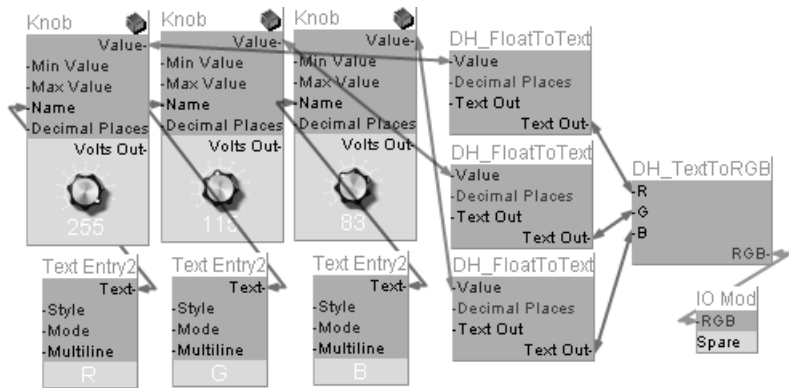 Knob
Value-
-Min Value
-Max Value
-Name
-Decimal Places
Volts Out-
255
Knob
Value-
-Min Value
-Max Value
-Name
-Decimal Places
Volts Out-
115
Knob
Value-
-Min Value
-Max Value
-Name
-Decimal Places
Volts Out-
83
DH_FloatToText
-Value
-Decimal Places
-Text Out
Text Out-
DH_FloatToText
-Value
-Decimal Places
-Text Out
Text Out-
DH_FloatToText
-Value
-Decimal Places
-Text Out
Text Out-
DH_TextToRGB
-R
-G
-B
RGB-
Text Entry2
Text-
-Style
-Mode
-Multiline
R
Text Entry2
Text-
-Style
-Mode
-Multiline
G
Text Entry2
Text-
-Style
-Mode
-Multiline
B
IO Mod
-RGB
Spare